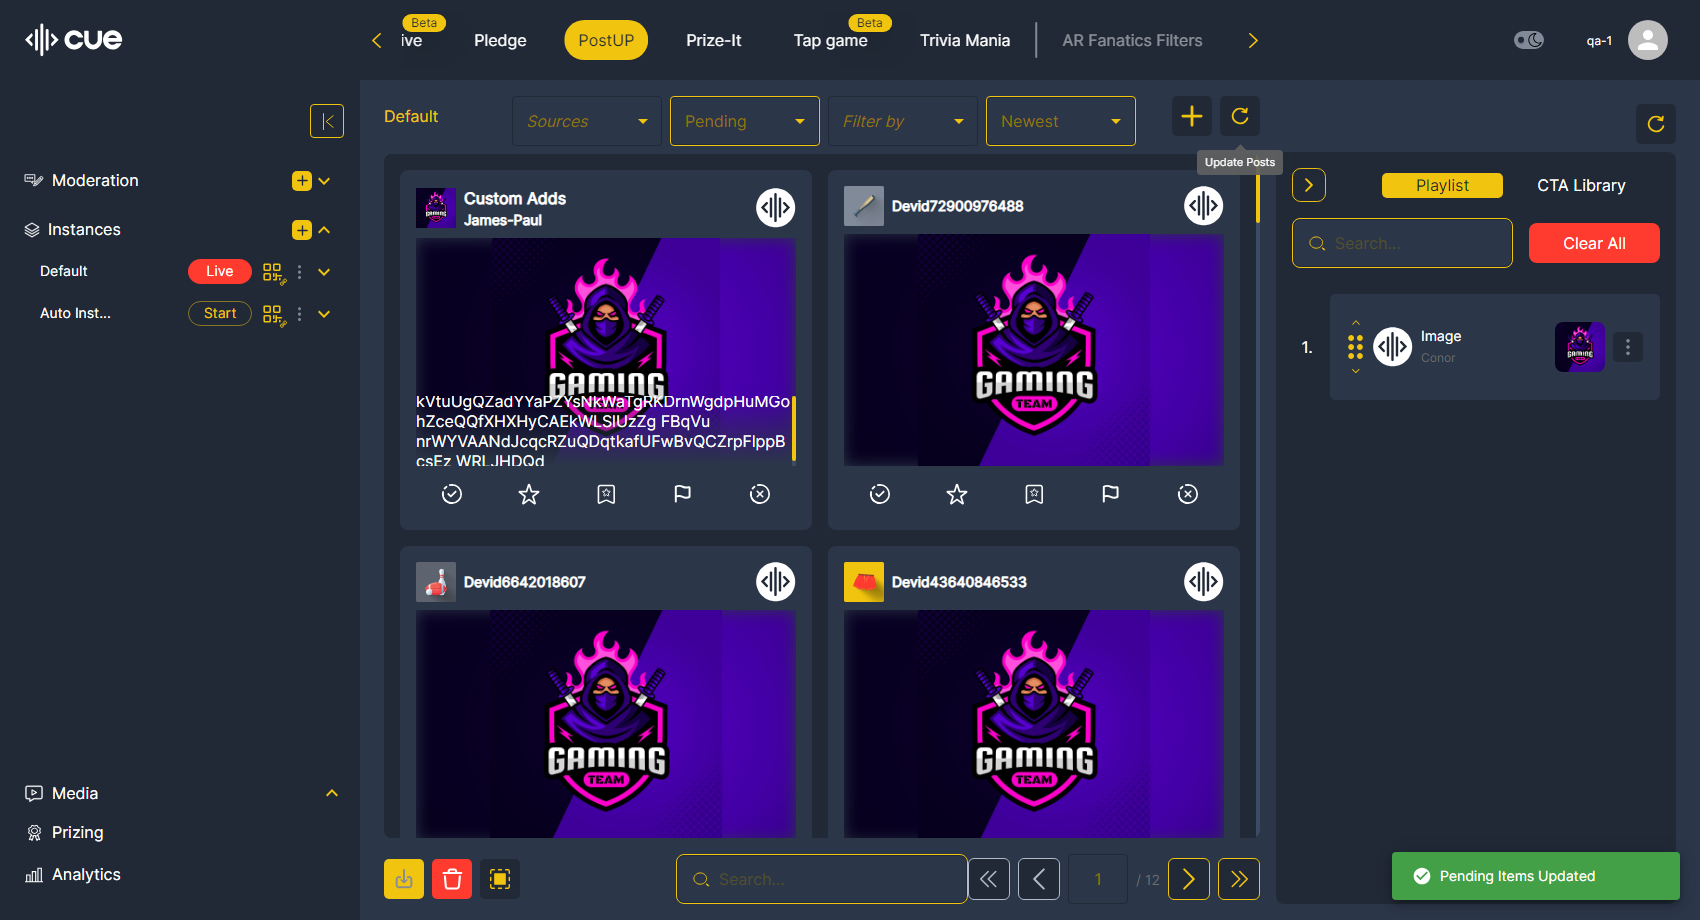 cue
Beta
ive
Pledge
PostUP
Prize-It
Beta
Tap game
Trivia Mania
AR Fanatics Filters
qa-1
Moderation
Instances
Default
Live
Auto Inst...
Start
Media
Prizing
Analytics
Default
Sources
Pending
Filter by
Newest
Update Posts
Custom Adds
James-Paul
GAMING
kVtuUgQZadYYaPZYsNkWaTgRKDrnWgdpHuMGo
hZceQQfXHXHyCAEkWLSlUzZg FBqVu
nrWYVAANdJcqcRZuQDqtkafUFwBvQCZrpFlppB
csEz WRLJHDQd
Devid72900976488
GAMING
TEAM
Devid6642018607
GAMING
TEAM
Devid43640846533
GAMING
TEAM
Search...
1
/ 12
Playlist
CTA Library
Search...
Clear All
1.
Image
Conor
GAMING
Pending Items Updated